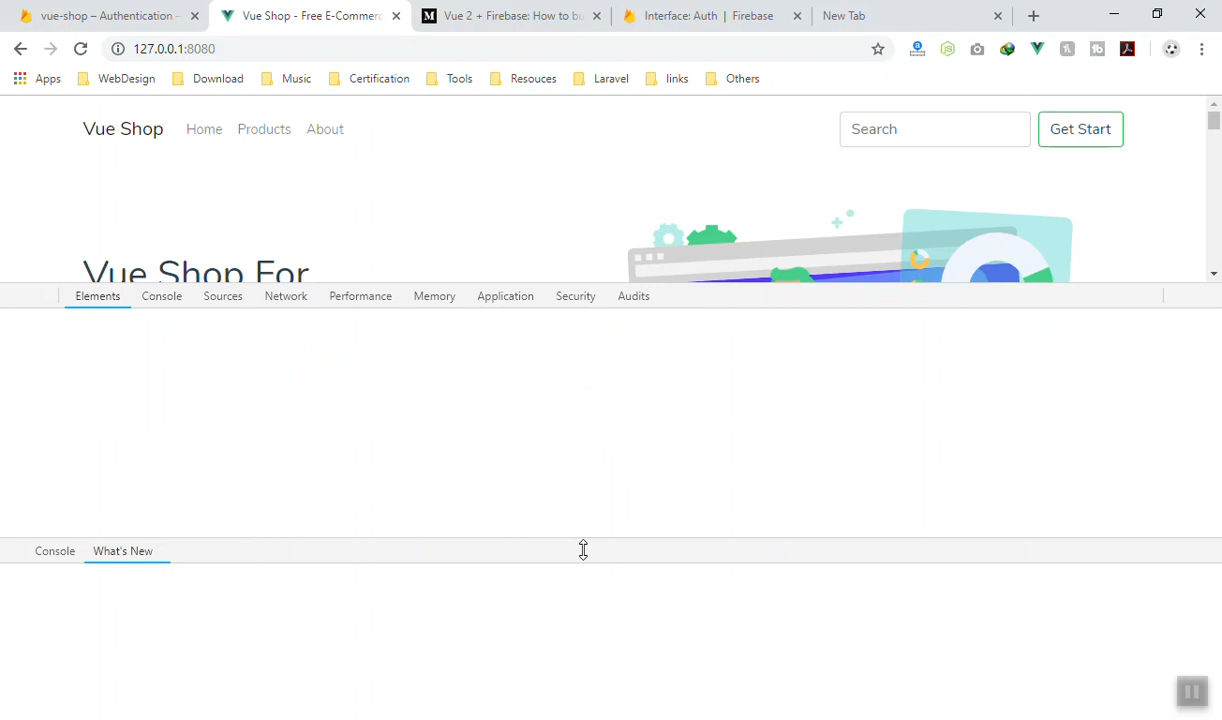 vue-shop – Authentication –
Vue Shop - Free E-Commerc
Vue 2 + Firebase: How to bu
Interface: Auth | Firebase
New Tab
127.0.0.1:8080
Apps
WebDesign
Download
Music
Certification
Tools
Resouces
Laravel
links
Others
Vue Shop
Home
Products
About
Search
Get Start
Vue Shop For
Elements
Console
Sources
Network
Performance
Memory
Application
Security
Audits
Console
What's New